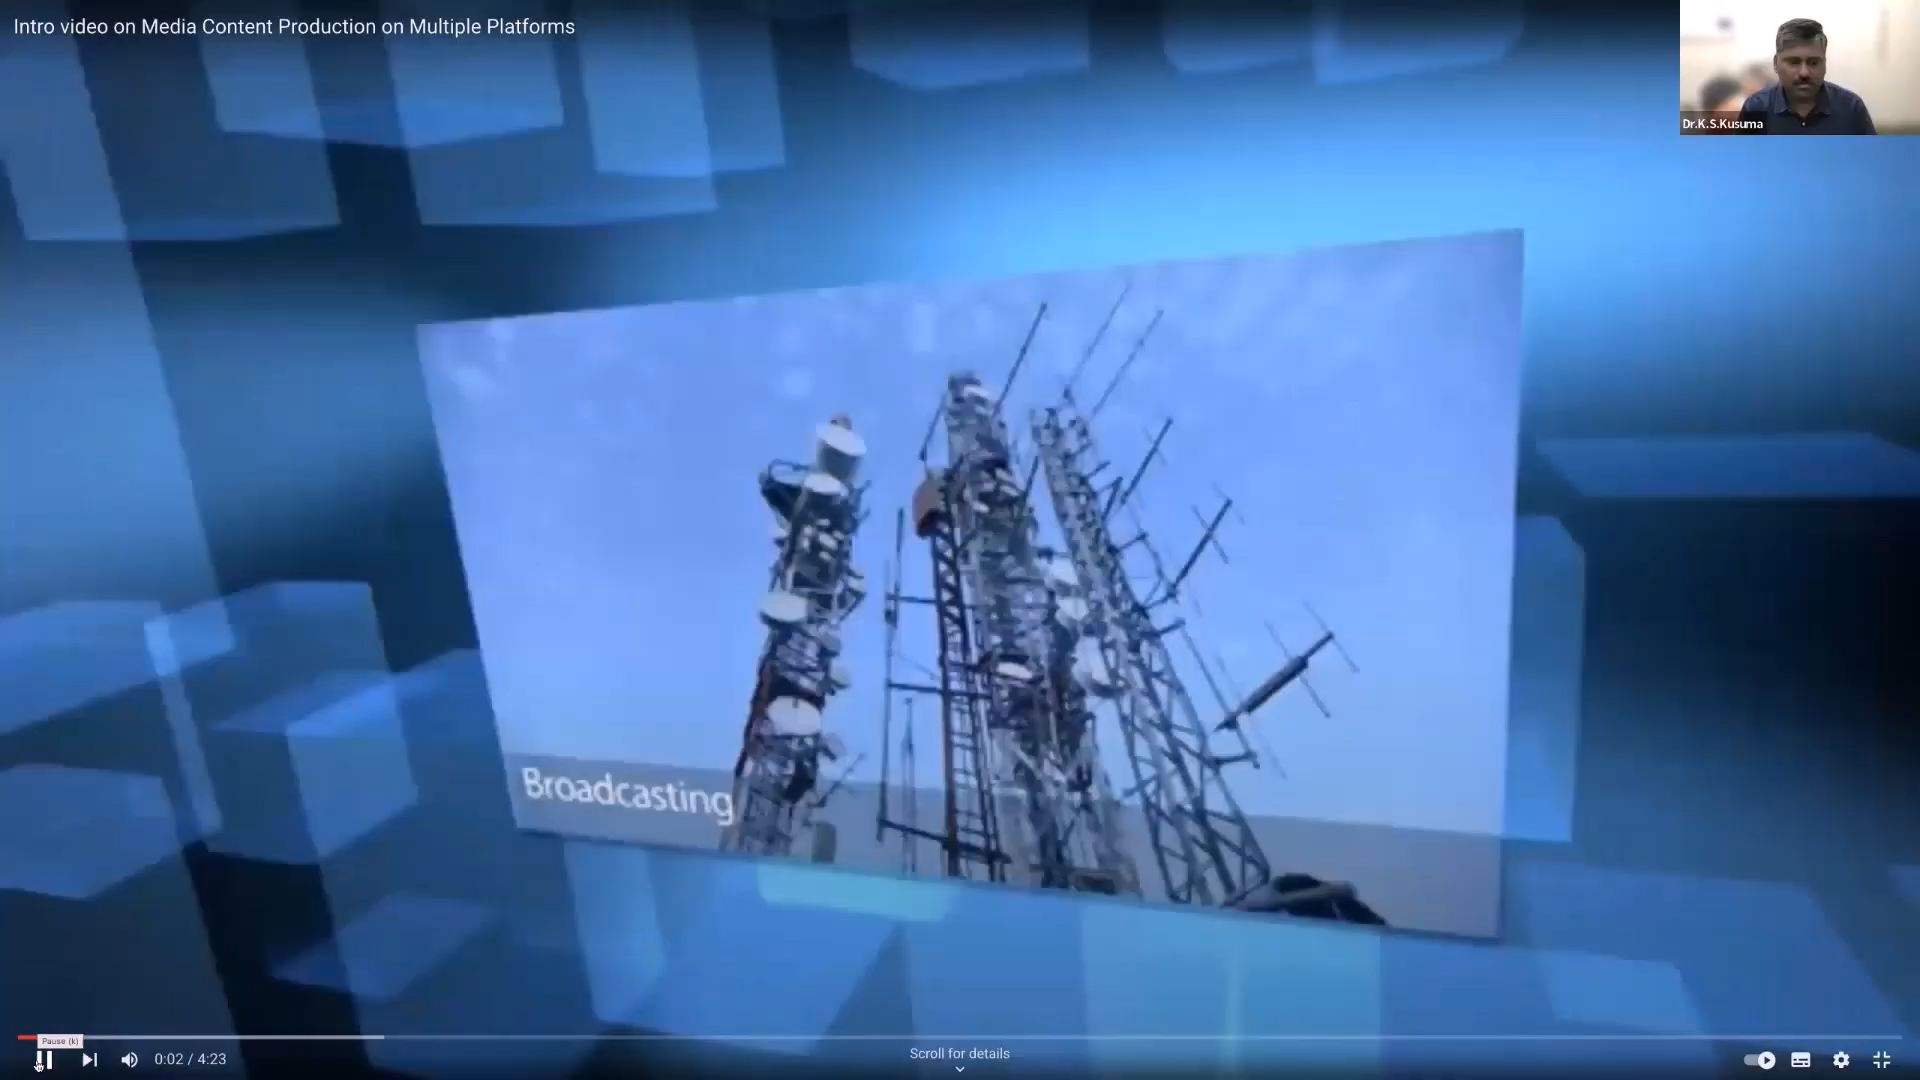 Intro video on Media Content Production on Multiple Platforms
Dr.K.S.Kusuma
Broadcasting
Pause (k)
0:02 / 4:23
Scroll for details